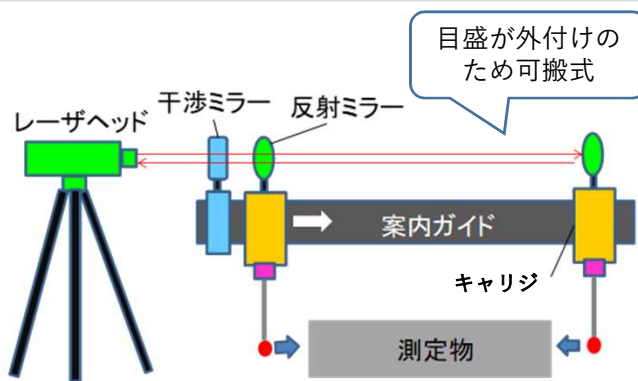 目盛が外付けの
ため可搬式
干渉ミラー
反射ミラー
レーザヘッド
案内ガイド
キャリジ
測定物